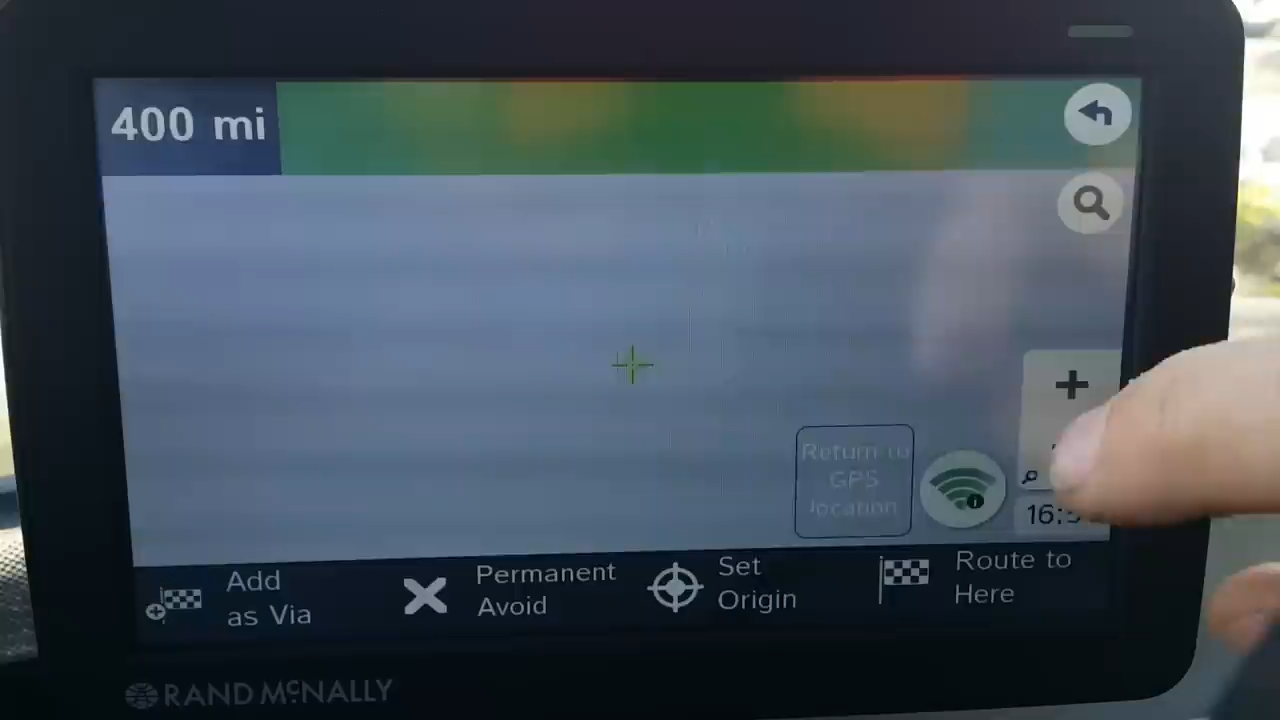 400 mi
Return to
GPS
location
Add
as Via
Permanent
Avoid
Set
Origin
Route to
Here
RAND MCNALLY